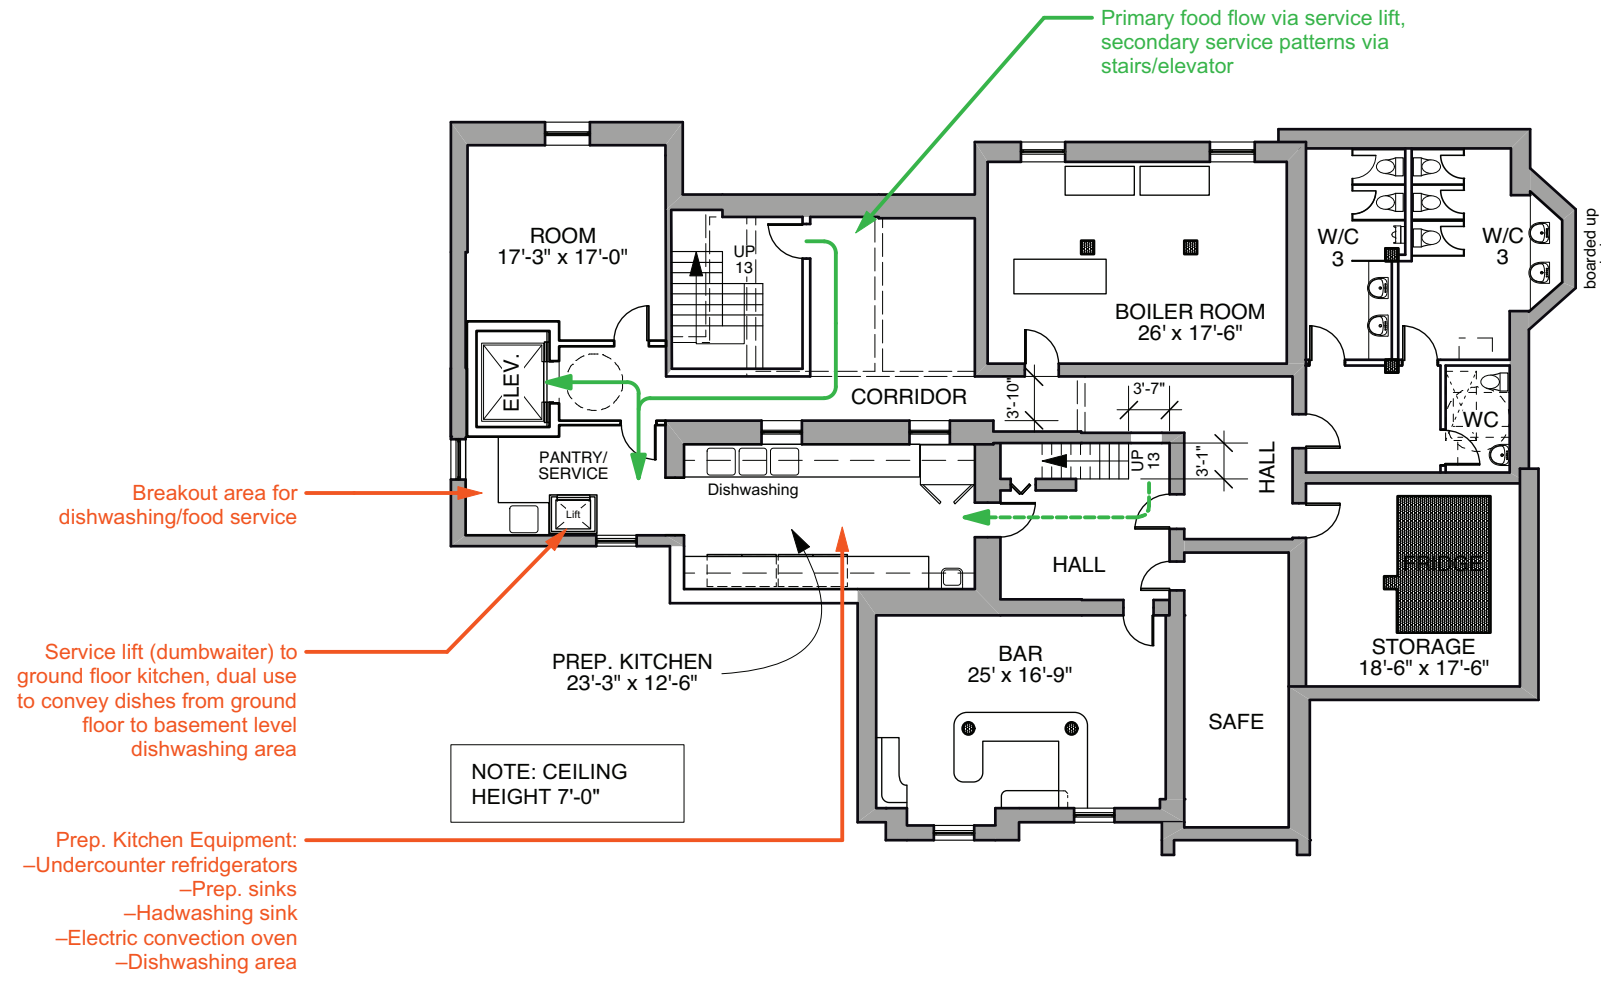 Primary food flow via service lift,
secondary service patterns via
stairs/elevator
ROOM
17'-3" x 17'-0"
UP
13
BOILER ROOM
26' x 17'-6"
W/C
3
W/C
3
boarded up
ELEV.
CORRIDOR
3'-10"
3'-7"
WC
PANTRY/
SERVICE
Dishwashing
UP
13
3'-1"
HALL
Breakout area for
dishwashing/food service
Lift
HALL
FRIDGE
STORAGE
18'-6" x 17'-6"
Service lift (dumbwaiter) to
ground floor kitchen, dual use
to convey dishes from ground
floor to basement level
dishwashing area
PREP. KITCHEN
23'-3" x 12'-6"
BAR
25' x 16'-9"
SAFE
NOTE: CEILING
HEIGHT 7'-0"
Prep. Kitchen Equipment:
–Undercounter refridgerators
–Prep. sinks
–Hadwashing sink
–Electric convection oven
–Dishwashing area